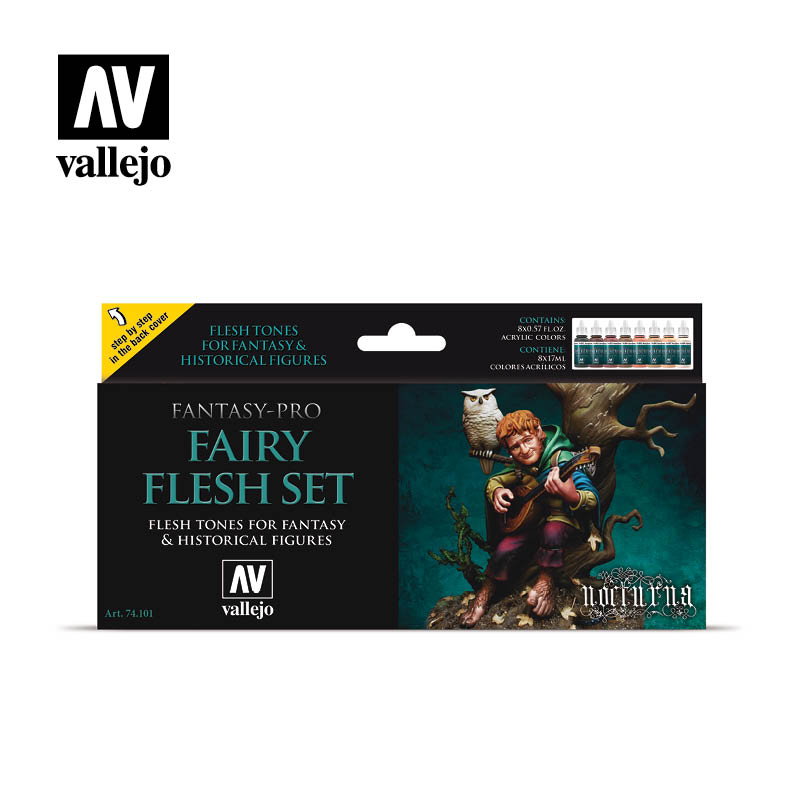 AV
vallejo
step by step
in the back cover
FLESH TONES
FOR FANTASY &
HISTORICAL FIGURES
CONTAINS:
8X0.57 FL.OZ.
ACRYLIC COLORS
CONTIENE:
8X17ML
COLORES ACRÍLICOS
FANTASY-PRO
FAIRY
FLESH SET
FLESH TONES FOR FANTASY
& HISTORICAL FIGURES
AV
vallejo
Art. 74.101
nocturna